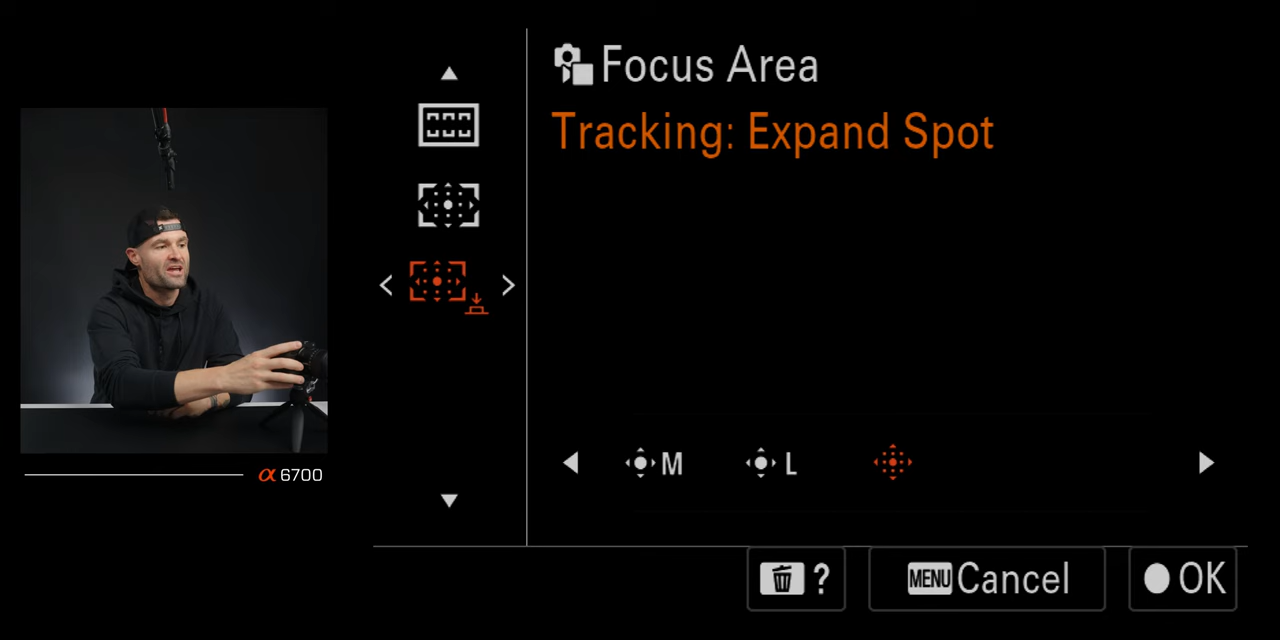 Focus Area
Tracking: Expand Spot
M
L
α 6700
? MENU Cancel OK